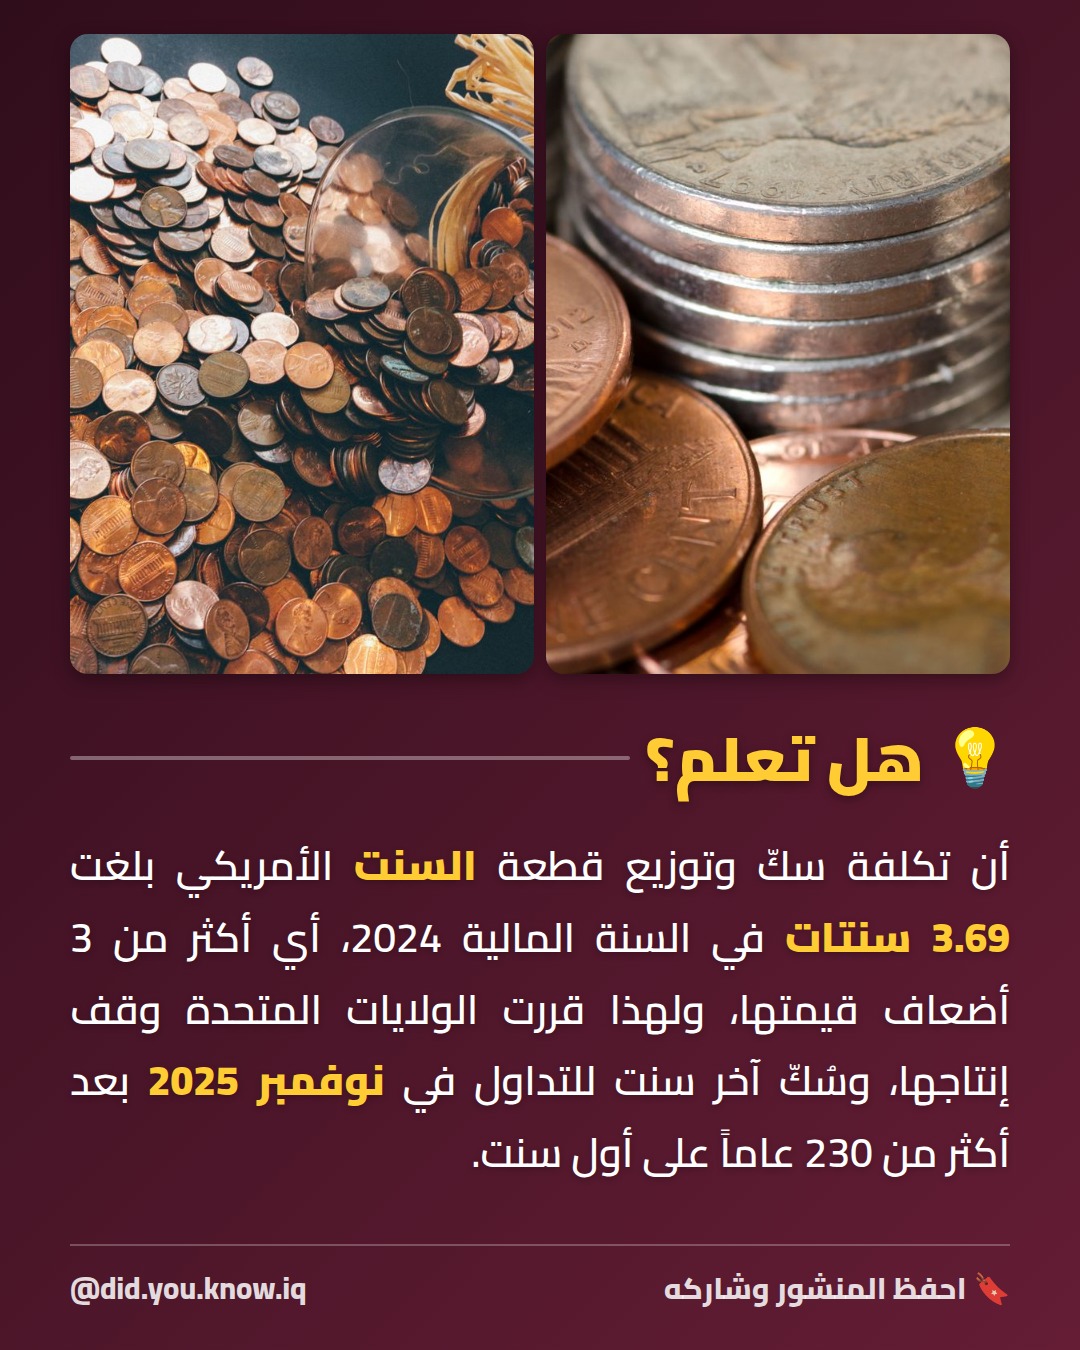 هل تعلم؟
أن تكلفة سكّ وتوزيع قطعة السنت الأمريكي بلغت
3.69 سنتات في السنة المالية 2024، أي أكثر من 3
أضعاف قيمتها، ولهذا قررت الولايات المتحدة وقف
إنتاجها، وسُكّ آخر سنت للتداول في نوفمبر 2025 بعد
أكثر من 230 عاماً على أول سنت.
احفظ المنشور وشاركه
@did.you.know.iq